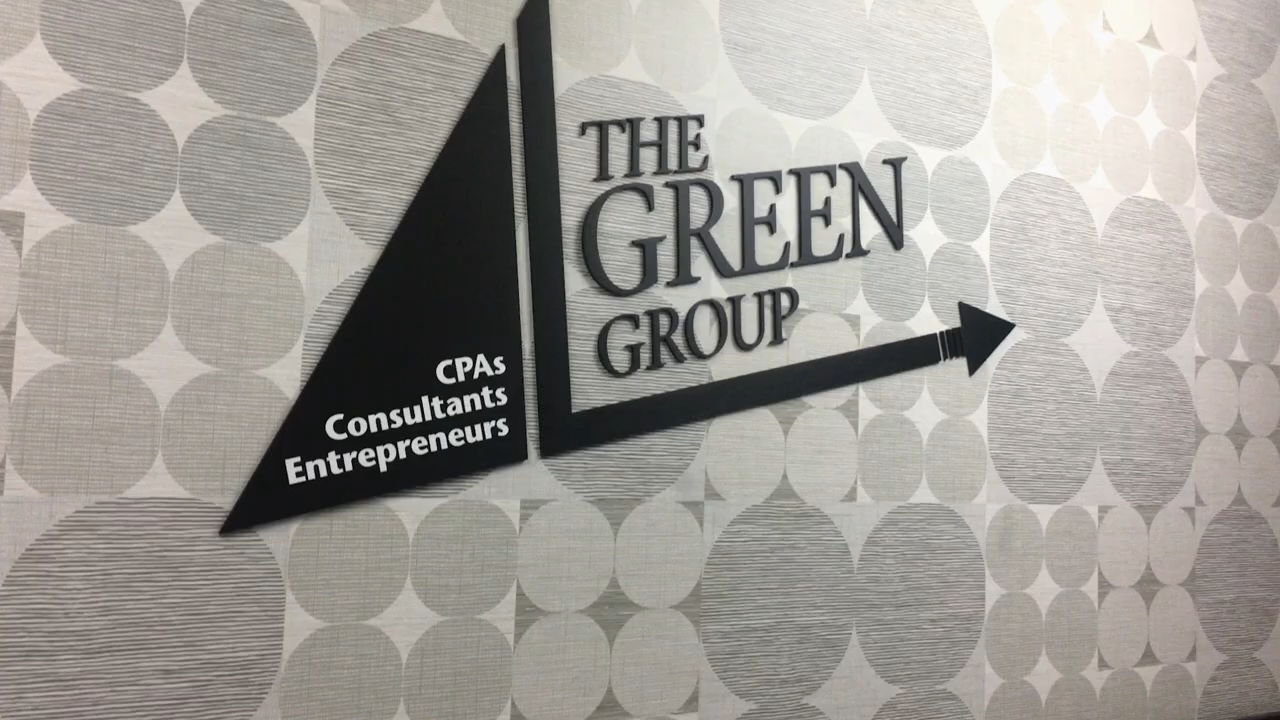 THE
GREEN
GROUP
CPAs
Consultants
Entrepreneurs